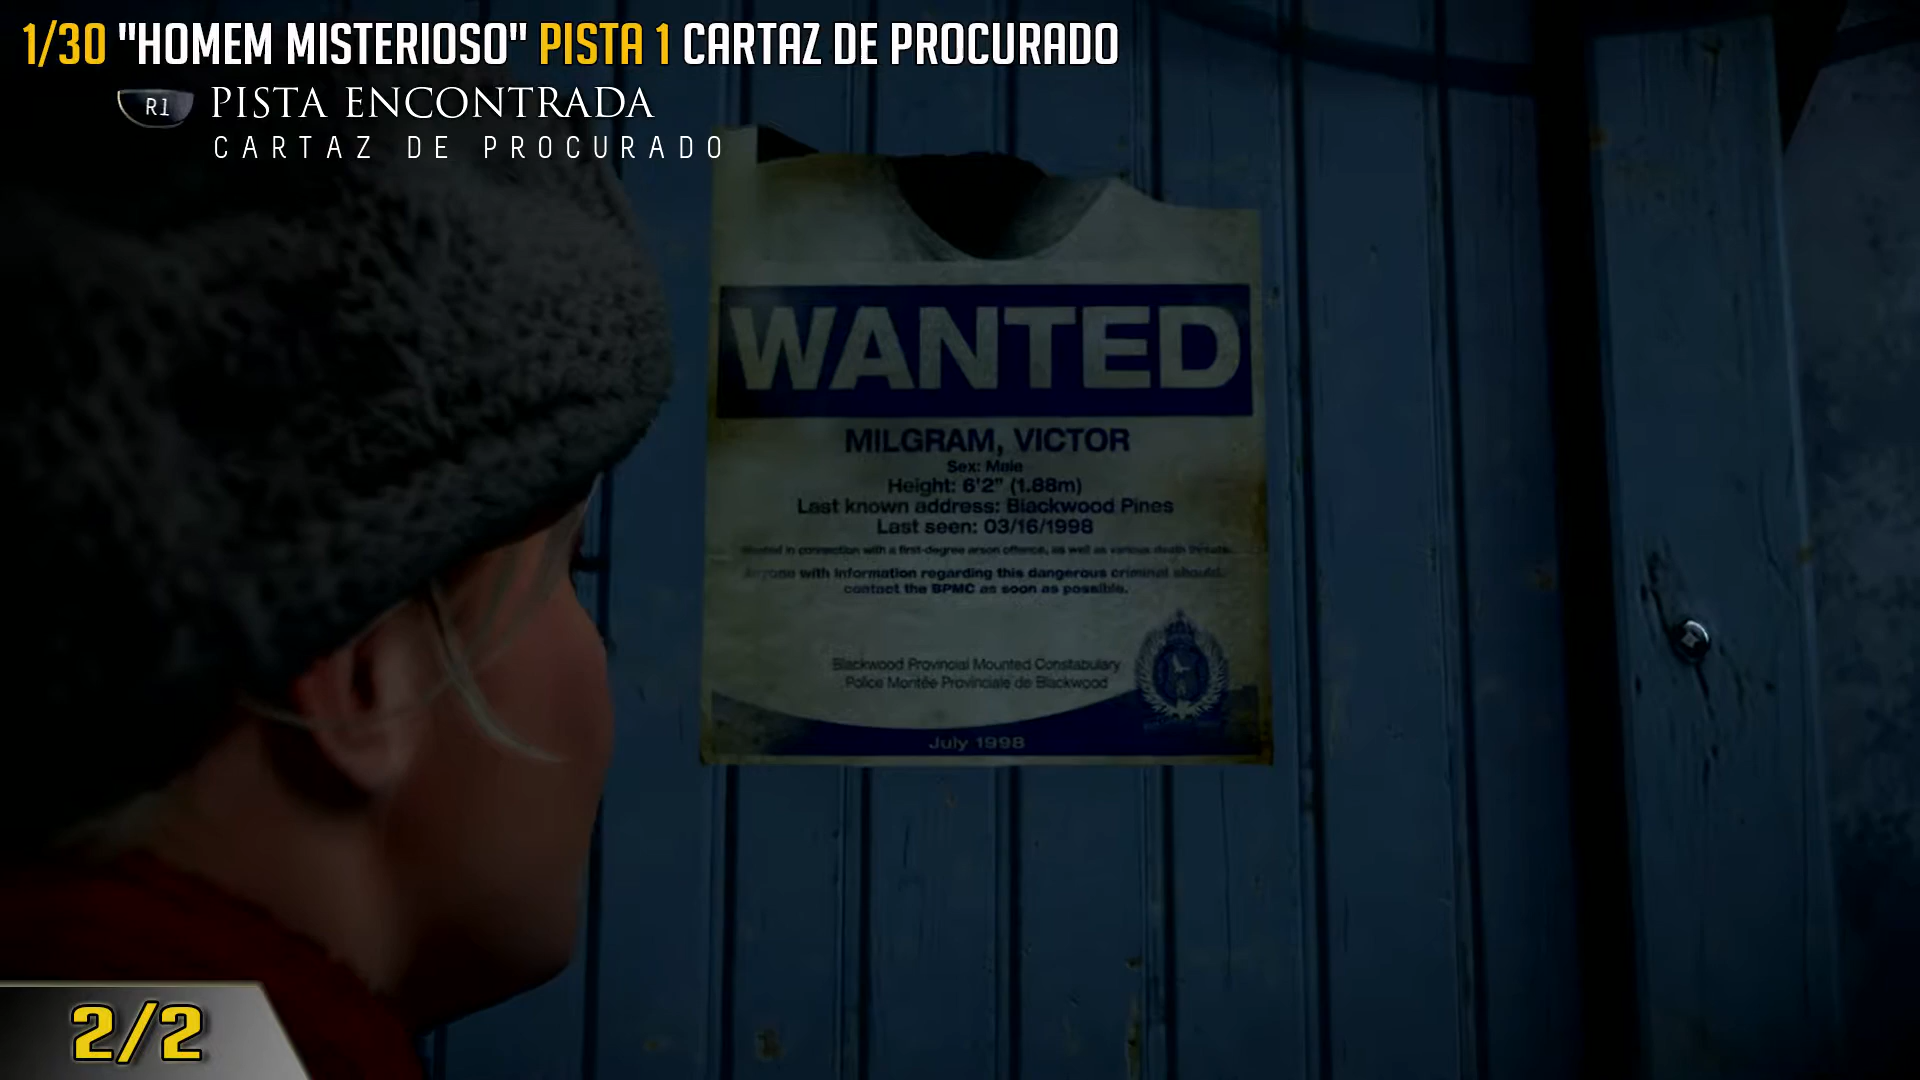 1/30 "HOMEM MISTERIOSO" PISTA 1 CARTAZ DE PROCURADO
R1 PISTA ENCONTRADA
CARTAZ DE PROCURADO
WANTED
MILGRAM, VICTOR
Sex: Male
Height: 6'2" (1.88m)
Last known address: Blackwood Pines
Last seen: 03/16/1998
Wanted in connection with a first-degree arson offence, as well as various death threats.
Anyone with information regarding this dangerous criminal should
contact the BPMC as soon as possible.
Blackwood Provincial Mounted Constabulary
Police Montée Provinciale de Blackwood
July 1998
2/2